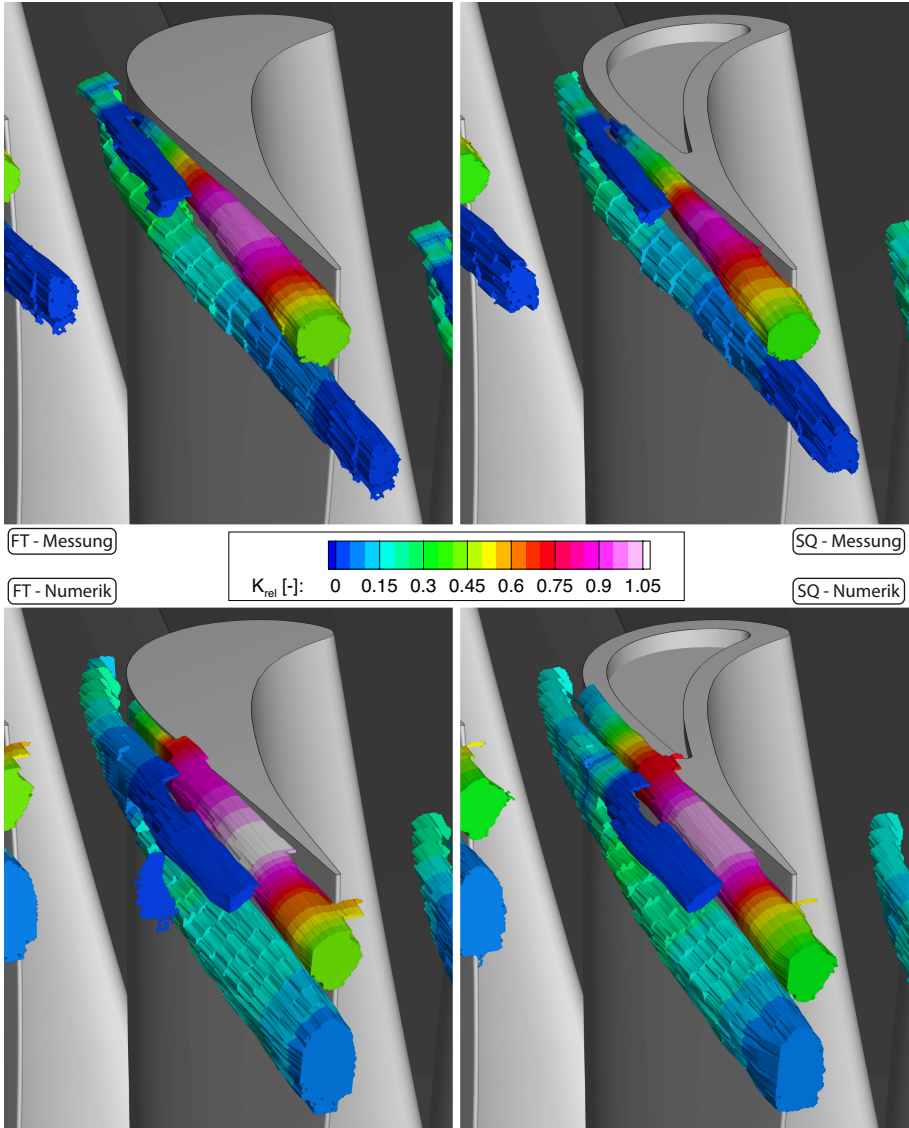 FT - Messung
SQ - Messung
K_rel [-]: 0 0.15 0.3 0.45 0.6 0.75 0.9 1.05
FT - Numerik
SQ - Numerik